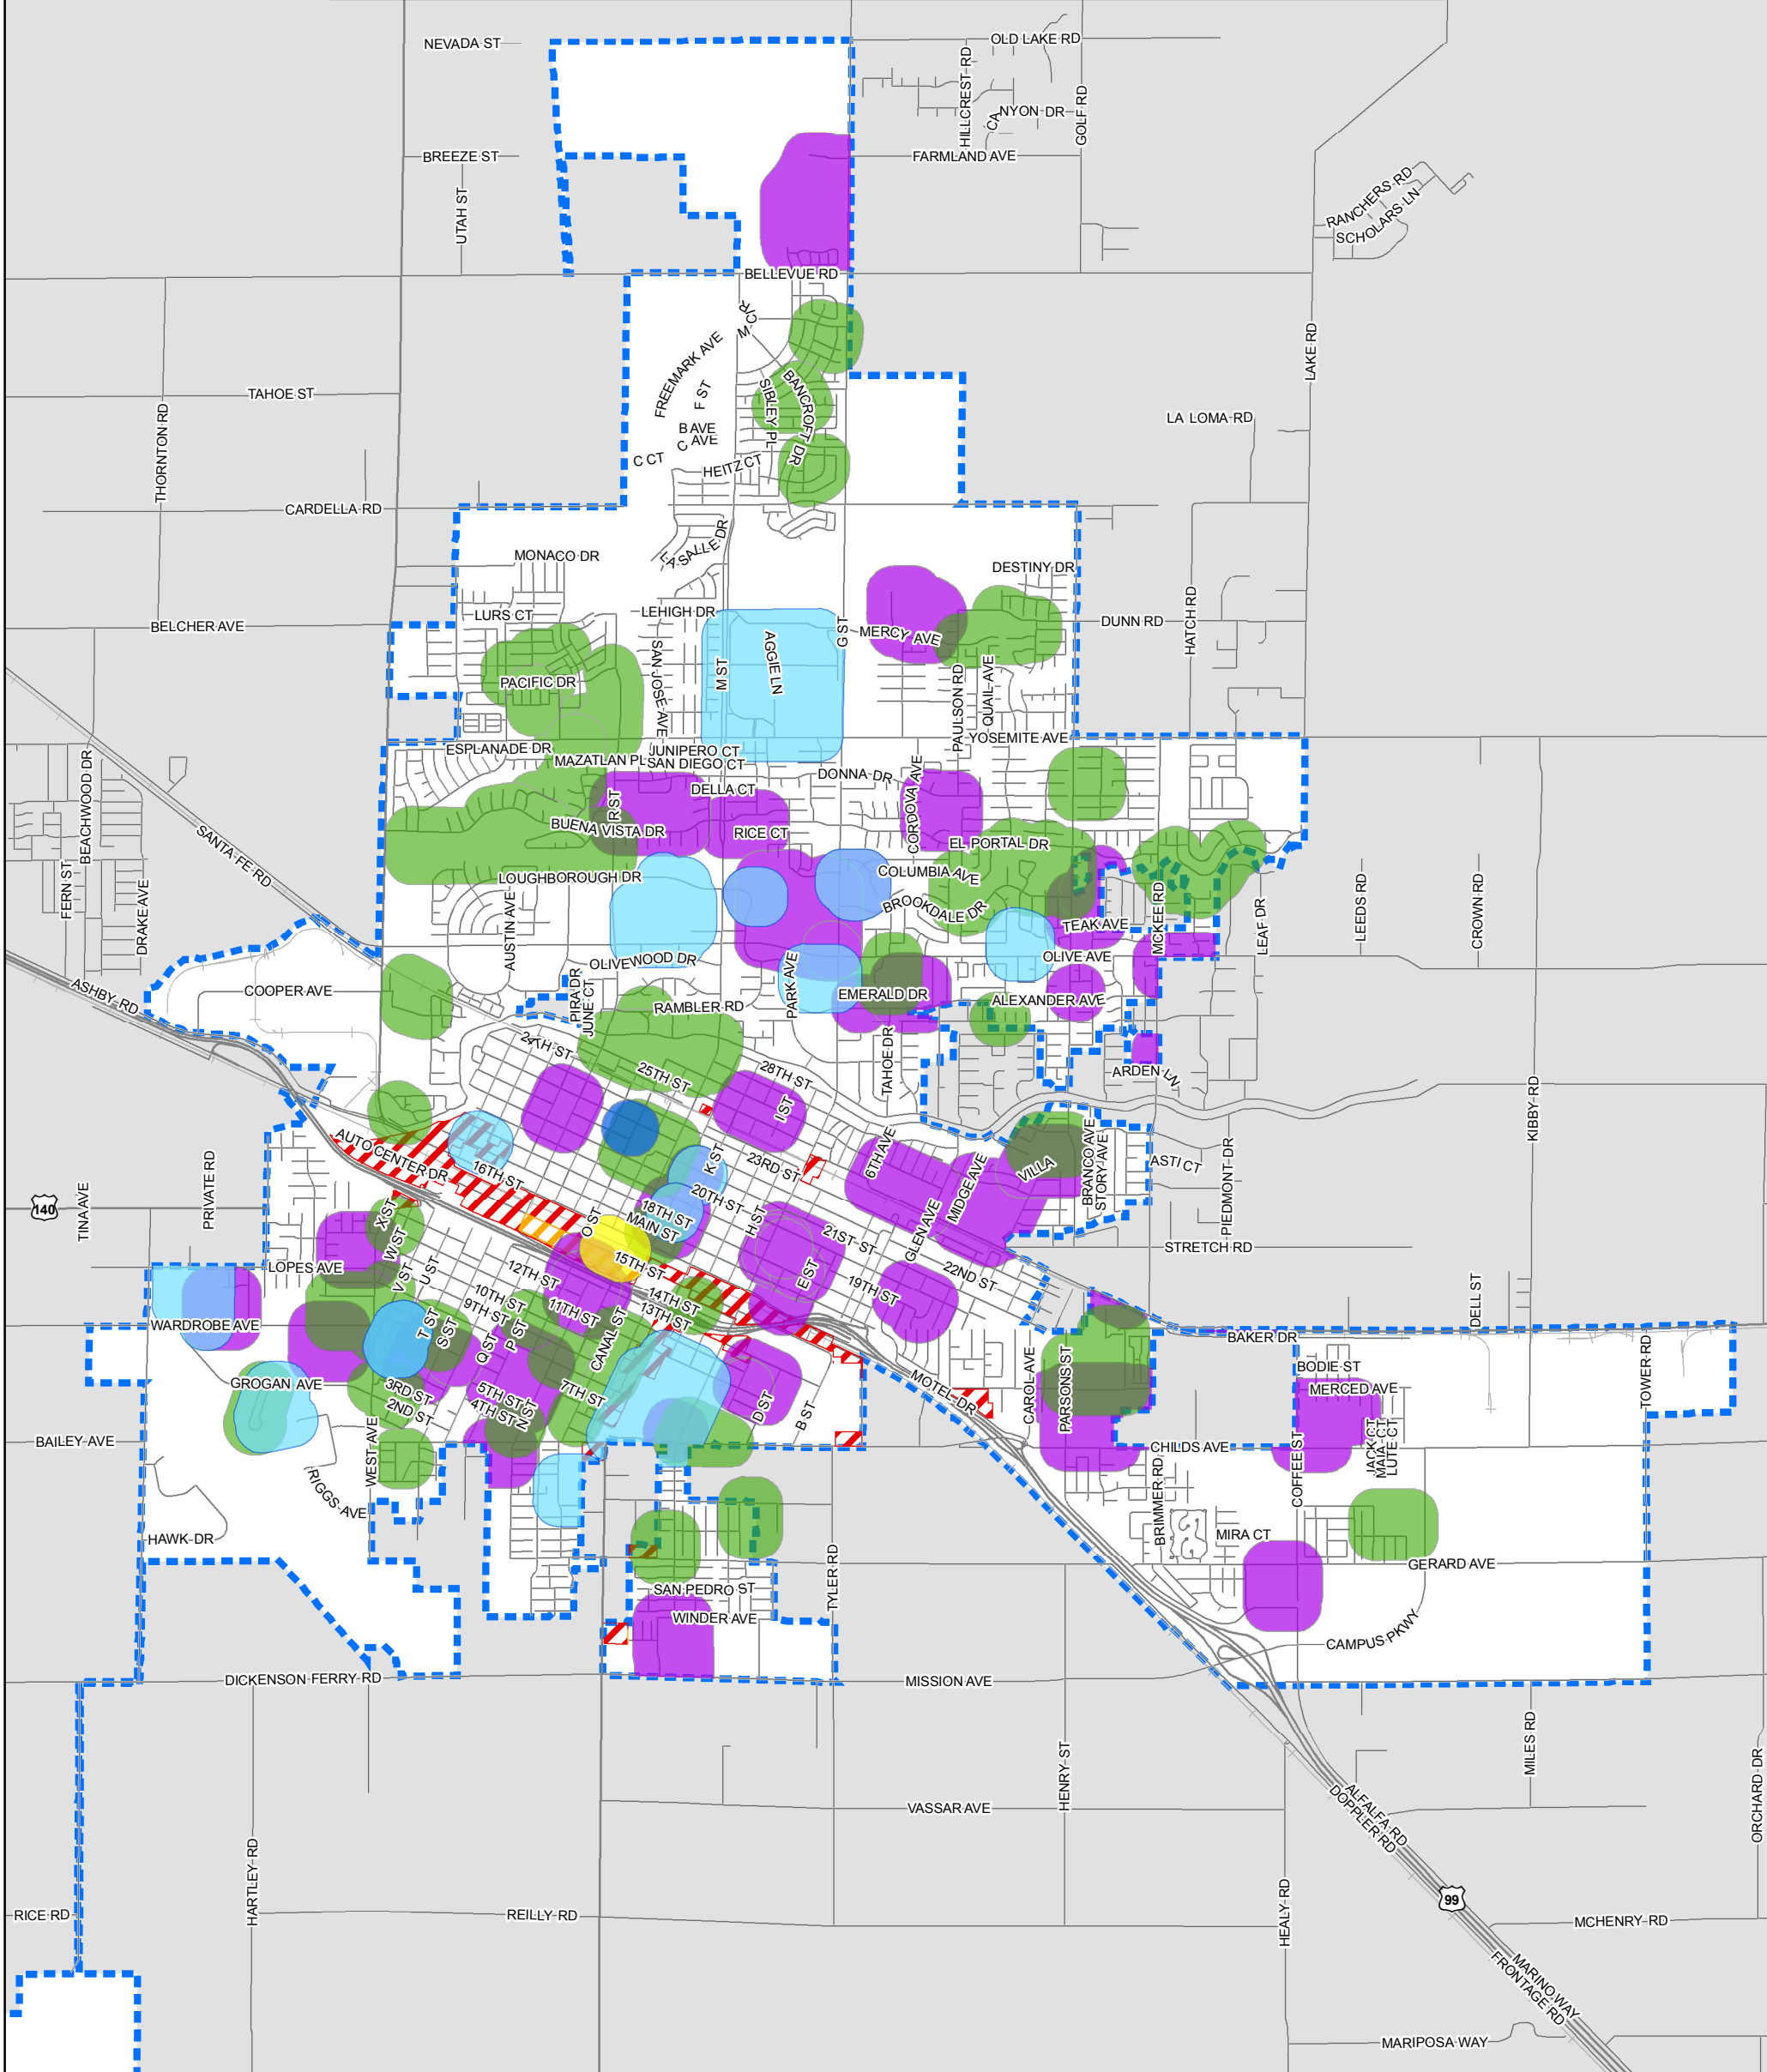 NEVADA ST
OLD LAKE RD
HILLCREST RD
CANYON DR
GOLF RD
BREEZE ST
FARMLAND AVE
UTAH ST
RANCHERS RD
SCHOLARS LN
BELLEVUE RD
M CIR
LAKE RD
FREEMARK AVE
TAHOE ST
F ST
SIBLEY PL
BANCROFT DR
THORNTON RD
LA LOMA RD
B AVE
C AVE
C CT
HEITZ CT
CARDELLA RD
LA SALLE DR
MONACO DR
DESTINY DR
LURS CT
LEHIGH DR
HATCH RD
BELCHER AVE
G ST
MERCY AVE
DUNN RD
SAN JOSE AVE
M ST
AGGIE LN
PACIFIC DR
PAULSON RD
QUAIL AVE
YOSEMITE AVE
ESPLANADE DR
JUNIPERO CT
MAZATLAN PL
SAN DIEGO CT
DONNA DR
BEACHWOOD DR
DELLA CT
CORDOVA AVE
R ST
BUENA VISTA DR
RICE CT
EL PORTAL DR
SANTA FE RD
FERN ST
DRAKE AVE
LOUGHBOROUGH DR
COLUMBIA AVE
BROOKDALE DR
AUSTIN AVE
TEAK AVE
MCKEE RD
LEAF DR
LEEDS RD
CROWN RD
OLIVEWOOD DR
OLIVE AVE
ASHBY RD
COOPER AVE
PIRA DR
JUNE CT
PARK AVE
EMERALD DR
ALEXANDER AVE
RAMBLER RD
24TH ST
25TH ST
28TH ST
TAHOE DR
ARDEN LN
I ST
KIBBY RD
AUTO CENTER DR
16TH ST
K ST
23RD ST
6TH AVE
VILLA
BRANCO AVE
STORY AVE
ASTI CT
PIEDMONT DR
140
TINA AVE
PRIVATE RD
X ST
W ST
20TH ST
18TH ST
MAIN ST
O ST
H ST
21ST ST
GLEN AVE
MIDGE AVE
STRETCH RD
LOPES AVE
V ST
U ST
12TH ST
15TH ST
E ST
19TH ST
22ND ST
10TH ST
9TH ST
11TH ST
14TH ST
13TH ST
DELL ST
WARDROBE AVE
T ST
S ST
Q ST
P ST
CANAL ST
BAKER DR
TOWER RD
BODIE ST
GROGAN AVE
3RD ST
2ND ST
5TH ST
4TH ST
N ST
7TH ST
D ST
B ST
MOTEL DR
CAROL AVE
PARSONS ST
MERCED AVE
JACK CT
MAIA CT
LUTE CT
BAILEY AVE
WEST AVE
CHILDS AVE
COFFEE ST
RIGGS AVE
BRIMMER RD
HAWK DR
MIRA CT
GERARD AVE
TYLER RD
SAN PEDRO ST
WINDER AVE
CAMPUS PKWY
DICKENSON FERRY RD
MISSION AVE
MILES RD
HENRY ST
ORCHARD DR
VASSAR AVE
ALFALFA RD
DOPPLER RD
HARTLEY RD
99
RICE RD
REILLY RD
HEALY RD
MCHENRY RD
MARINO WAY
FRONTAGE RD
MARIPOSA WAY